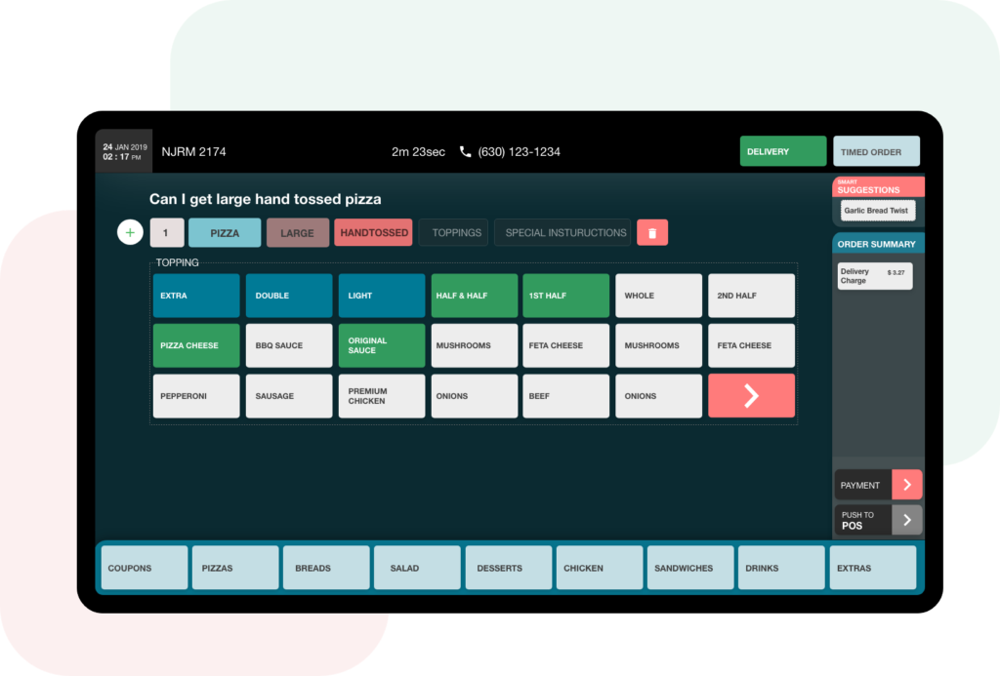 24 JAN 2019
02 : 17 PM
NJRM 2174
2m 23sec
(630) 123-1234
DELIVERY
TIMED ORDER
Can I get large hand tossed pizza
+
1
PIZZA
LARGE
HANDTOSSED
TOPPINGS
SPECIAL INSTURUCTIONS
TOPPING
EXTRA
DOUBLE
LIGHT
HALF & HALF
1ST HALF
WHOLE
2ND HALF
PIZZA CHEESE
BBQ SAUCE
ORIGINAL
SAUCE
MUSHROOMS
FETA CHEESE
MUSHROOMS
FETA CHEESE
PEPPERONI
SAUSAGE
PREMIUM
CHICKEN
ONIONS
BEEF
ONIONS
SMART
SUGGESTIONS
Garlic Bread Twist
ORDER SUMMARY
Delivery
Charge
$ 3.27
PAYMENT
PUSH TO
POS
COUPONS
PIZZAS
BREADS
SALAD
DESSERTS
CHICKEN
SANDWICHES
DRINKS
EXTRAS